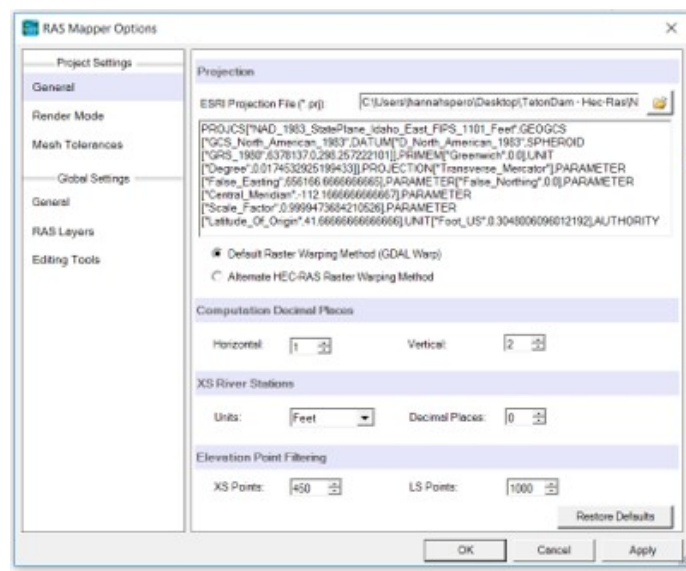 RAS Mapper Options
Project Settings
General
Render Mode
Mesh Tolerances
Global Settings
General
RAS Layers
Editing Tools
Projection
ESRI Projection File (*.prj): C:\Users\hannahspero\Desktop\TetonDam - Hec-Ras\N
PROJCS["NAD_1983_StatePlane_Idaho_East_FIPS_1101_Feet",GEOGCS
["GCS_North_American_1983",DATUM["D_North_American_1983",SPHEROID
["GRS_1980",6378137.0,298.257222101]],PRIMEM["Greenwich",0.0],UNIT
["Degree",0.0174532925199433]],PROJECTION["Transverse_Mercator"],PARAMETER
["False_Easting",656166.6666666665],PARAMETER["False_Northing",0.0],PARAMETER
["Central_Meridian",-112.1666666666667],PARAMETER
["Scale_Factor",0.9999473684210526],PARAMETER
["Latitude_Of_Origin",41.66666666666666],UNIT["Foot_US",0.3048006096012192],AUTHORITY
Default Raster Warping Method (GDAL Warp)
Alternate HEC-RAS Raster Warping Method
Computation Decimal Places
Horizontal: 1 Vertical: 2
XS River Stations
Units: Feet Decimal Places: 0
Elevation Point Filtering
XS Points: 450 LS Points: 1000
Restore Defaults
OK Cancel Apply